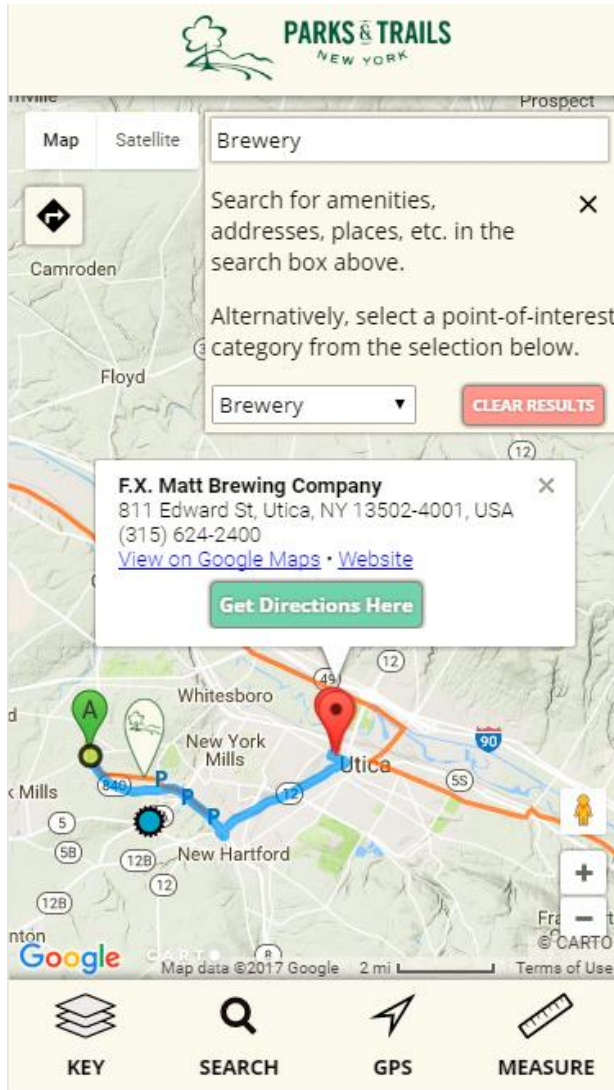 PARKS & TRAILS
NEW YORK
Prospect
Map Satellite
Brewery
Search for amenities,
addresses, places, etc. in the
search box above.
Alternatively, select a point-of-interest
category from the selection below.
Brewery
CLEAR RESULTS
Camroden
Floyd
12
F.X. Matt Brewing Company
811 Edward St, Utica, NY 13502-4001, USA
(315) 624-2400
View on Google Maps • Website
Get Directions Here
49
12
Whitesboro
A
90
New York
Mills
Utica
P
840
P
12
5S
Mills
P
5
5B
12B
New Hartford
12
12B
Google
CARTO
8
© CARTO
Map data ©2017 Google
2 mi
Terms of Use
KEY
SEARCH
GPS
MEASURE